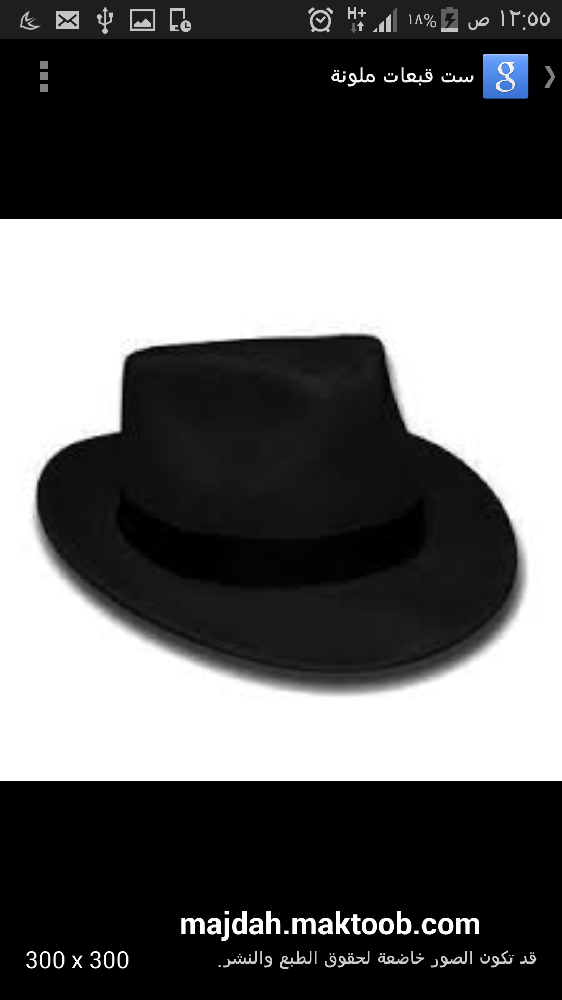 ١٢:٥٥ ص ١٨% H+
ست قبعات ملونة
majdah.maktoob.com
300 x 300 قد تكون الصور خاضعة لحقوق الطبع والنشر.